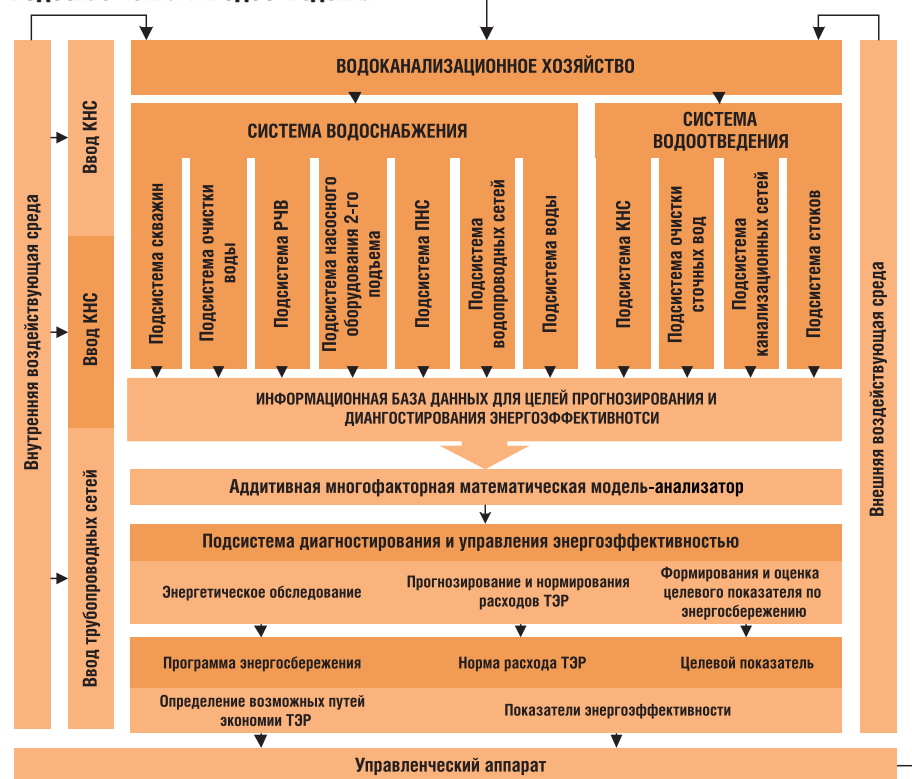 ВОДОКАНАЛИЗАЦИОННОЕ ХОЗЯЙСТВО
СИСТЕМА ВОДОСНАБЖЕНИЯ
СИСТЕМА
ВОДООТВЕДЕНИЯ
Внутренняя воздействующая среда
Ввод КНС
Ввод КНС
Ввод трубопроводных сетей
Подсистема скважин
Подсистема очистки
воды
Подсистема РЧВ
Подсистема насосного
оборудования 2-го
подъема
Подсистема ПНС
Подсистема
водопроводных сетей
Подсистема воды
Подсистема КНС
Подсистема очистки
сточных вод
Подсистема
канализационных сетей
Подсистема стоков
Внешняя воздействующая среда
ИНФОРМАЦИОННАЯ БАЗА ДАННЫХ ДЛЯ ЦЕЛЕЙ ПРОГНОЗИРОВАНИЯ И
ДИАНГОСТИРОВАНИЯ ЭНЕРГОЭФФЕКТИВНОТСИ
Аддитивная многофакторная математическая модель-анализатор
Подсистема диагностирования и управления энергоэффективностью
Энергетическое обследование
Прогнозирование и нормирования
расходов ТЭР
Формирования и оценка
целевого показателя по
энергосбережению
Программа энергосбережения
Норма расхода ТЭР
Целевой показатель
Определение возможных путей
экономии ТЭР
Показатели энергоэффективности
Управленческий аппарат